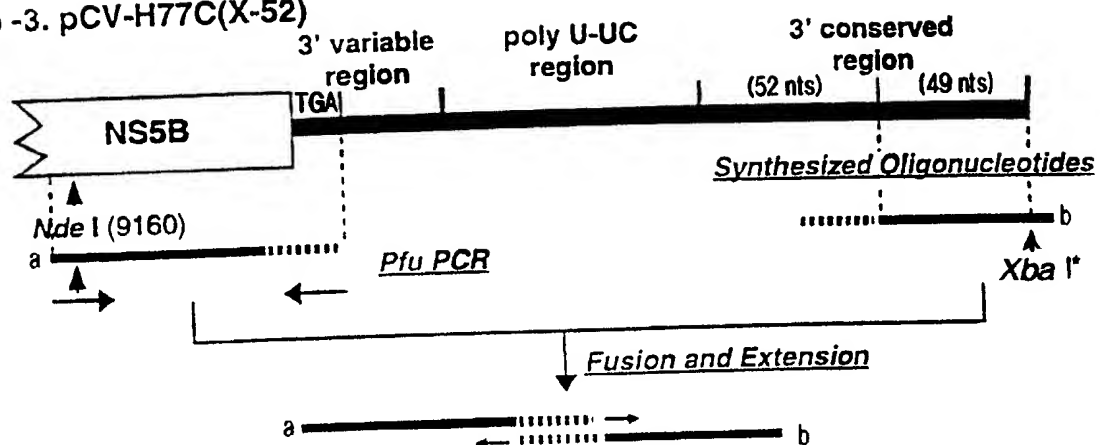 -3. pCV-H77C(X-52)
3' variable
region
poly U-UC
region
3' conserved
region
(52 nts)
(49 nts)
TGA
NS5B
Synthesized Oligonucleotides
Nde I (9160)
a
b
Pfu PCR
Xba I*
Fusion and Extension
a
b